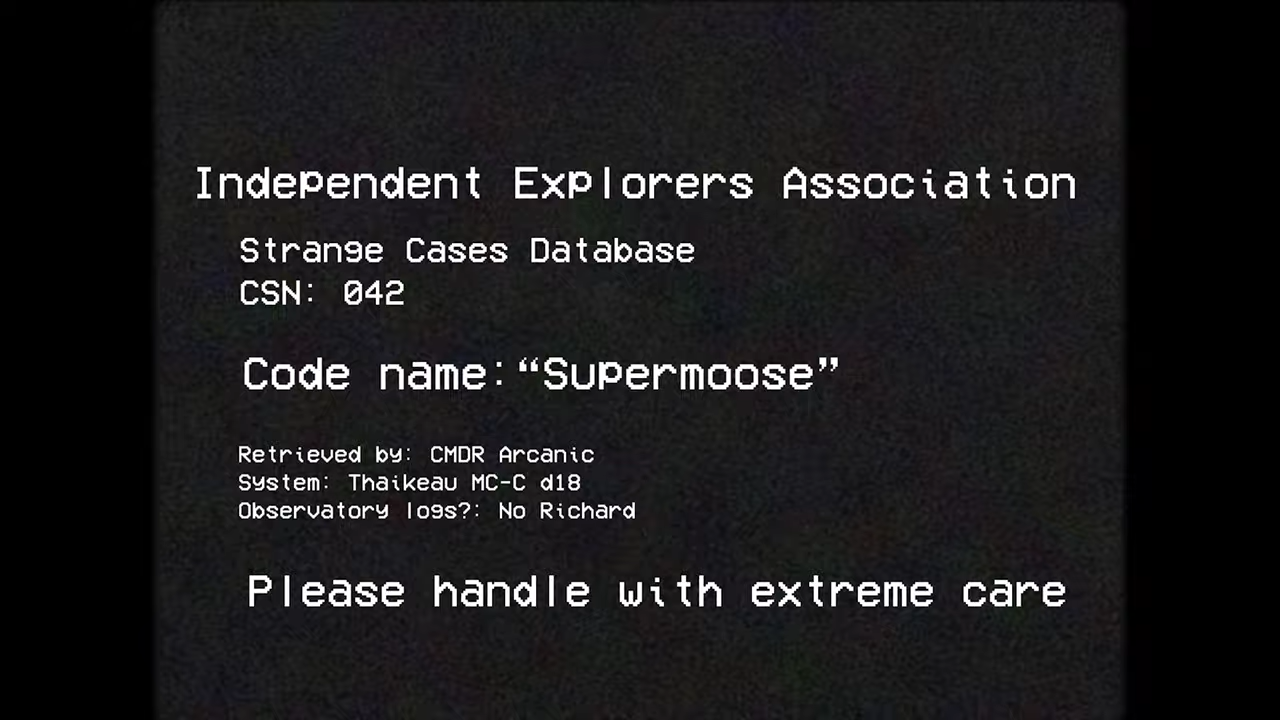 Independent Explorers Association
Strange Cases Database
CSN: 042
Code name:“Supermoose”
Retrieved by: CMDR Arcanic
System: Thaikeau MC-C d18
Observatory logs?: No Richard
Please handle with extreme care